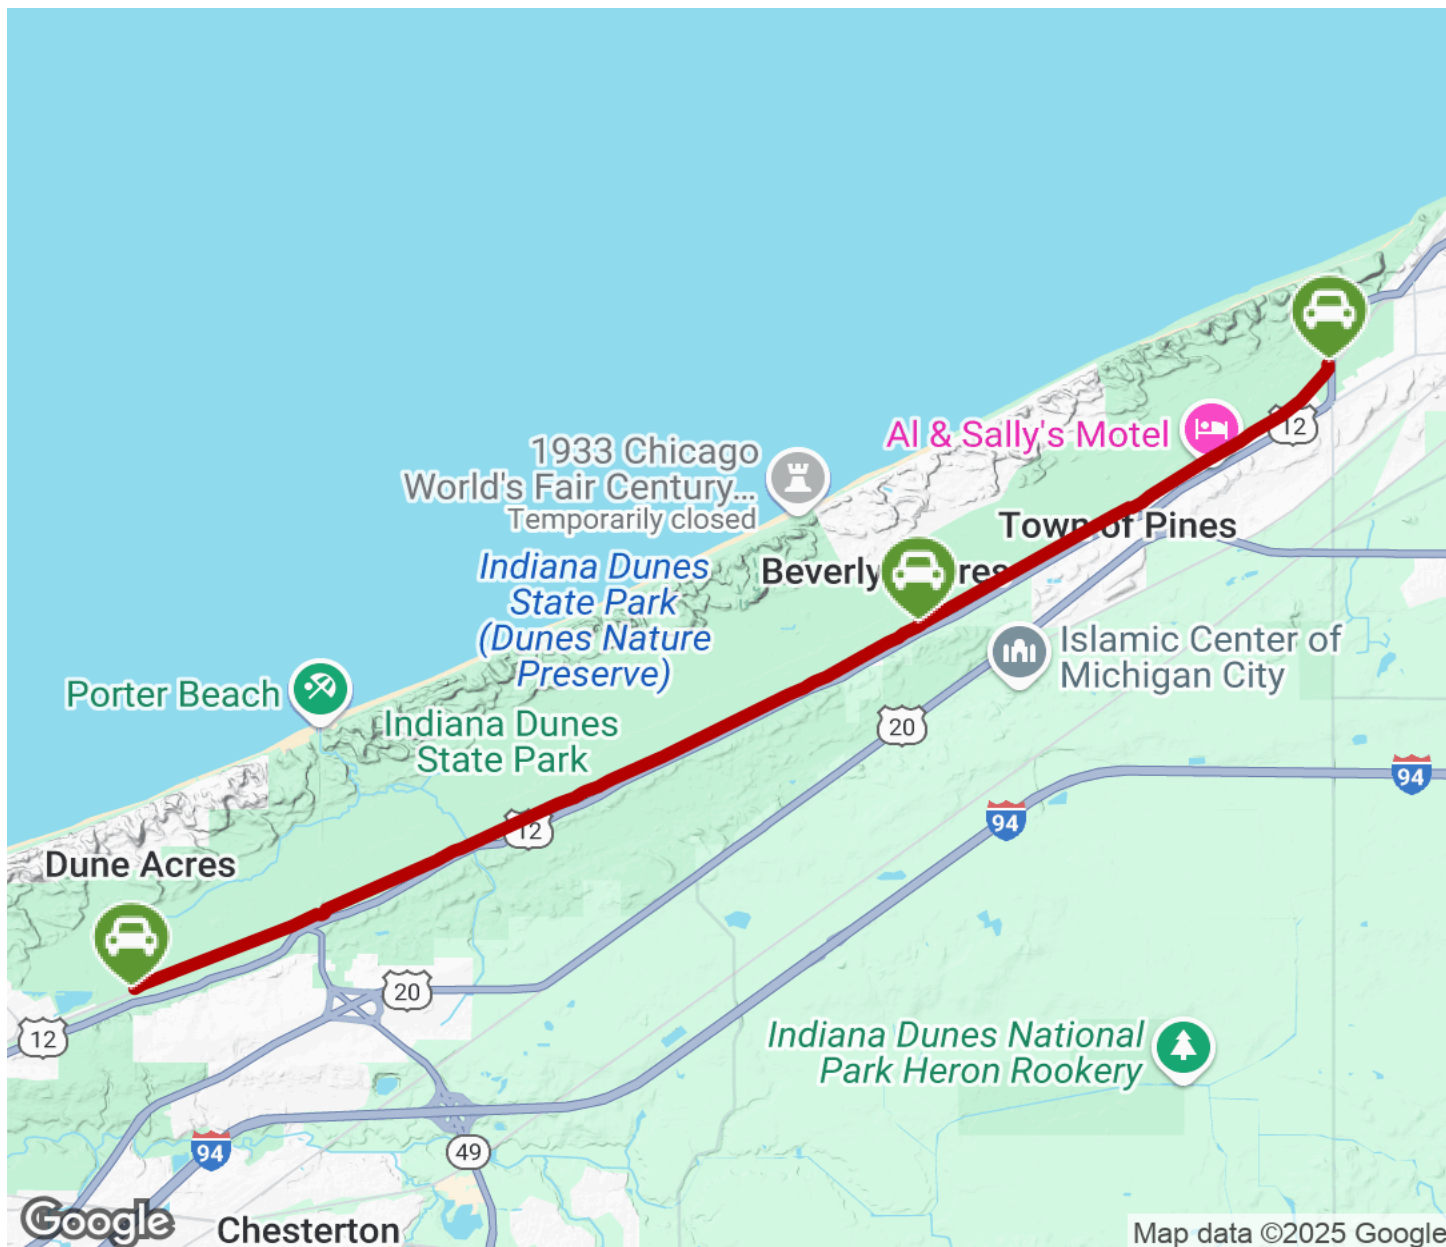 Al & Sally's Motel
12
1933 Chicago
World's Fair Century...
Temporarily closed
Town of Pines
Indiana Dunes
State Park
(Dunes Nature
Preserve)
Beverly
res
Islamic Center of
Michigan City
Porter Beach
Indiana Dunes
State Park
20
94
94
12
Dune Acres
20
12
Indiana Dunes National
Park Heron Rookery
94
49
Google
Chesterton
Map data ©2025 Google